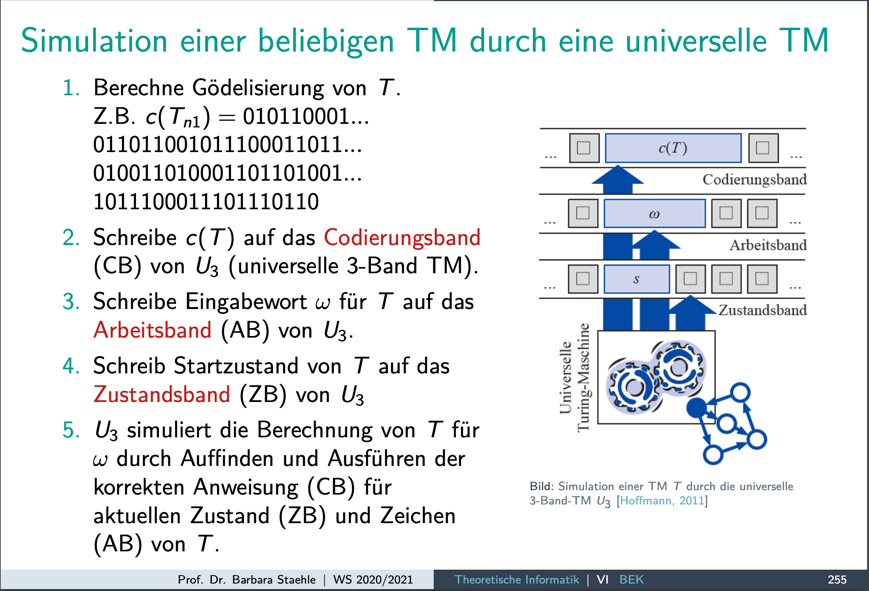 Simulation einer beliebigen TM durch eine universelle TM
1. Berechne Gödelisierung von T.
Z.B. c(Tn1) = 010110001...
011011001011100011011...
010011010001101101001...
1011100011101110110
2. Schreibe c(T) auf das Codierungsband
(CB) von U3 (universelle 3-Band TM).
3. Schreibe Eingabewort ω für T auf das
Arbeitsband (AB) von U3.
4. Schreib Startzustand von T auf das
Zustandsband (ZB) von U3
5. U3 simuliert die Berechnung von T für
ω durch Auffinden und Ausführen der
korrekten Anweisung (CB) für
aktuellen Zustand (ZB) und Zeichen
(AB) von T.
... c(T) ...
Codierungsband
... ω ...
Arbeitsband
... s ...
Zustandsband
Universelle
Turing-Maschine
Bild: Simulation einer TM T durch die universelle
3-Band-TM U3 [Hoffmann, 2011]
Prof. Dr. Barbara Staehle | WS 2020/2021 Theoretische Informatik | VI BEK 255